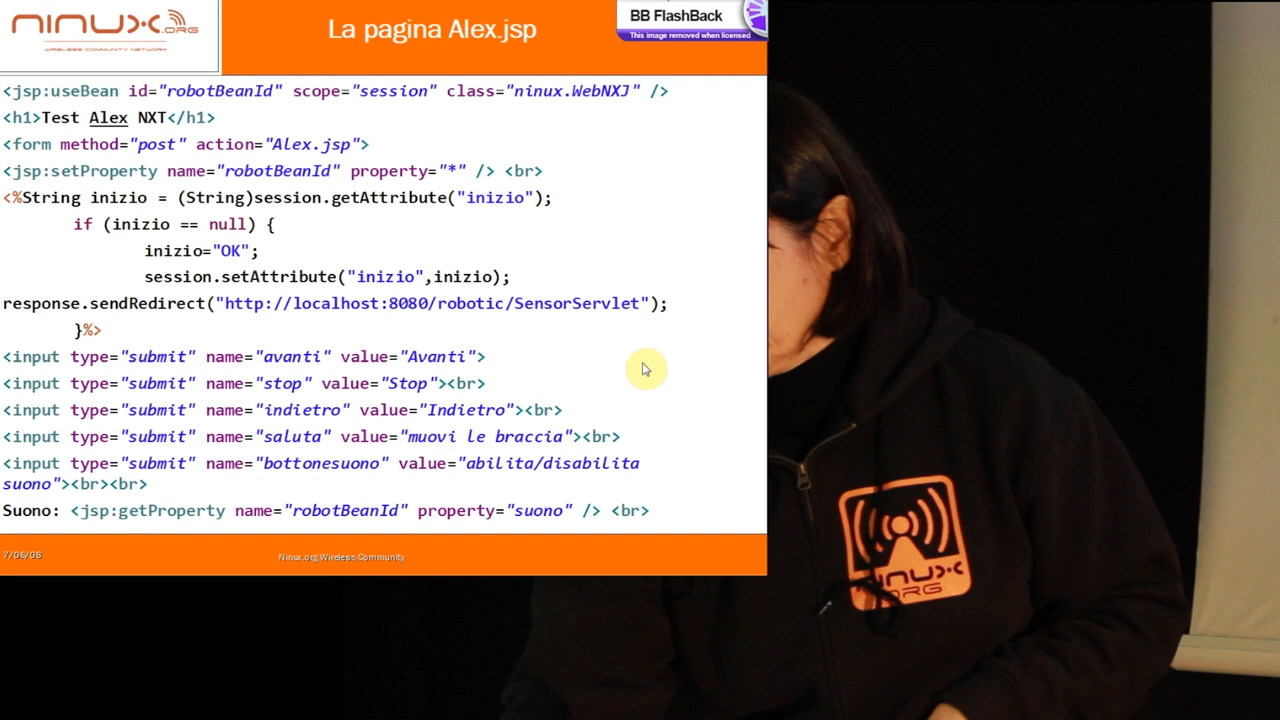 NINUX.ORG
WIRELESS COMMUNITY NETWORK
La pagina Alex.jsp
BB FlashBack
This image removed when licensed
<jsp:useBean id="robotBeanId" scope="session" class="ninux.WebNXJ" />
<h1>Test Alex NXT</h1>
<form method="post" action="Alex.jsp">
<jsp:setProperty name="robotBeanId" property="*" /> <br>
<%String inizio = (String)session.getAttribute("inizio");
if (inizio == null) {
inizio="OK";
session.setAttribute("inizio",inizio);
response.sendRedirect("http://localhost:8080/robotic/SensorServlet");
}%>
<input type="submit" name="avanti" value="Avanti">
<input type="submit" name="stop" value="Stop"><br>
<input type="submit" name="indietro" value="Indietro"><br>
<input type="submit" name="saluta" value="muovi le braccia"><br>
<input type="submit" name="bottonesuono" value="abilita/disabilita
suono"><br><br>
Suono: <jsp:getProperty name="robotBeanId" property="suono" /> <br>
7/06/08
Ninux.org Wireless Community
NINUX
ORG